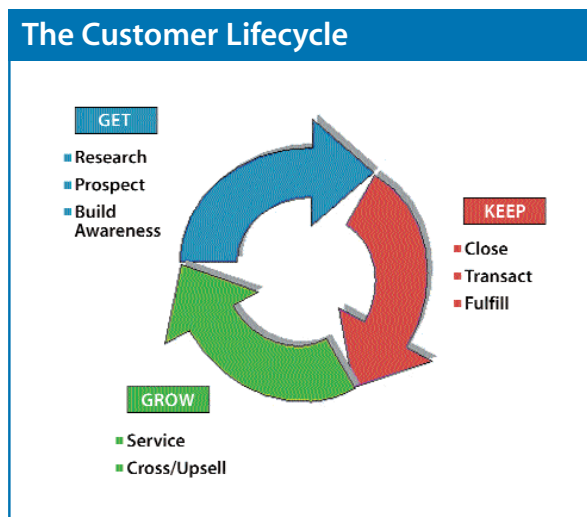 The Customer Lifecycle
GET
Research
Prospect
Build
Awareness
KEEP
Close
Transact
Fulfill
GROW
Service
Cross/Upsell